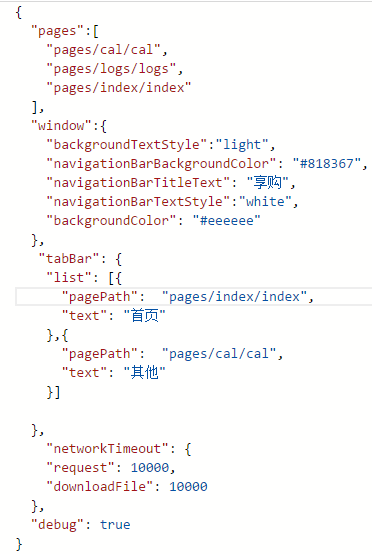 {
"pages":[
"pages/cal/cal",
"pages/logs/logs",
"pages/index/index"
],
"window":{
"backgroundTextStyle":"light",
"navigationBarBackgroundColor": "#818367",
"navigationBarTitleText": "享购",
"navigationBarTextStyle":"white",
"backgroundColor": "#eeeeee"
},
"tabBar": {
"list": [{
"pagePath":  "pages/index/index",
"text": "首页"
},{
"pagePath":  "pages/cal/cal",
"text": "其他"
}]
},
"networkTimeout": {
"request": 10000,
"downloadFile": 10000
},
"debug": true
}